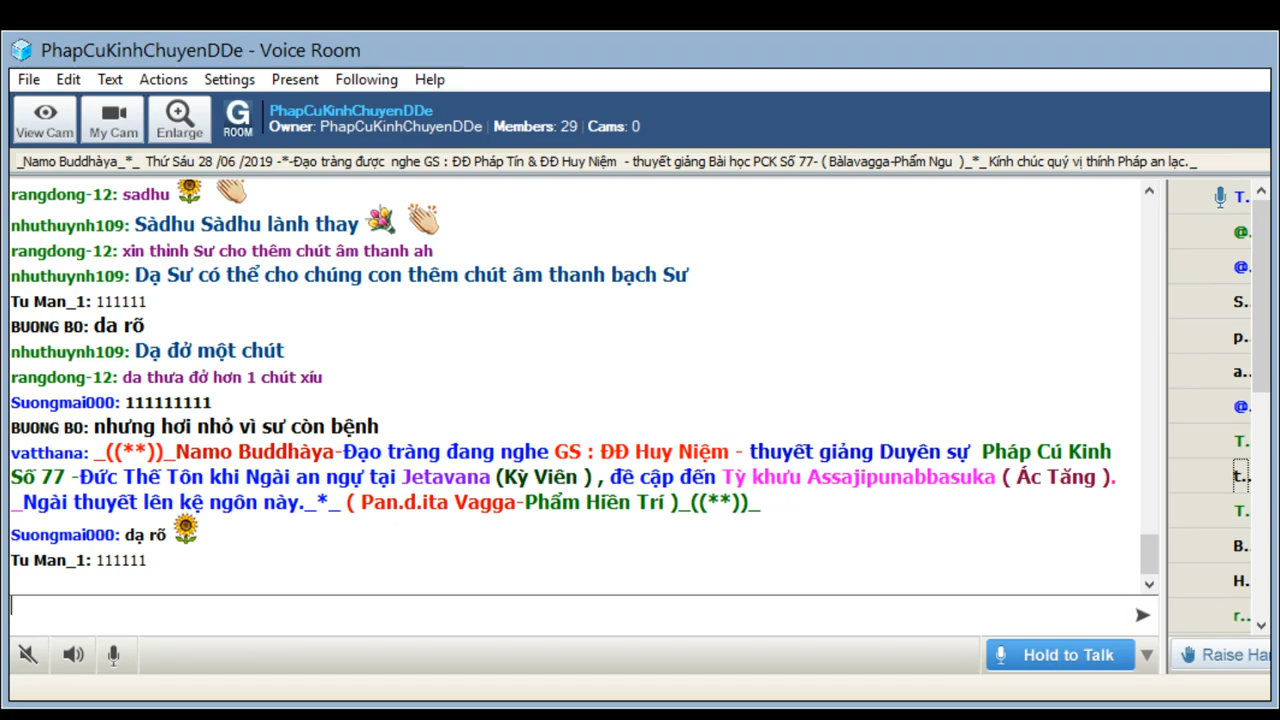 PhapCuKinhChuyenDDe - Voice Room
File Edit Text Actions Settings Present Following Help
View Cam My Cam Enlarge G ROOM PhapCuKinhChuyenDDe
Owner: PhapCuKinhChuyenDDe | Members: 29 | Cams: 0
_Namo Buddhàya_*_ Thứ Sáu 28 /06 /2019 -*-Đạo tràng được nghe GS : ĐĐ Pháp Tín & ĐĐ Huy Niệm - thuyết giảng Bài học PCK Số 77- ( Bàlavagga-Phẩm Ngu )_*_ Kính chúc quý vị thính Pháp an lạc._
rangdong-12: sadhu
nhuthuynh109: Sàdhu Sàdhu lành thay
rangdong-12: xin thỉnh Sư cho thêm chút âm thanh ah
nhuthuynh109: Dạ Sư có thể cho chúng con thêm chút âm thanh bạch Sư
Tu Man_1: 111111
BUONG BO: da rõ
nhuthuynh109: Dạ đở một chút
rangdong-12: da thưa đở hơn 1 chút xíu
Suongmai000: 111111111
BUONG BO: nhưng hơi nhỏ vì sư còn bệnh
vatthana: _((**))_Namo Buddhàya-Đạo tràng đang nghe GS : ĐĐ Huy Niệm - thuyết giảng Duyên sự Pháp Cú Kinh
Số 77 -Đức Thế Tôn khi Ngài an ngự tại Jetavana (Kỳ Viên ) , đề cập đến Tỳ khưu Assajipunabbasuka ( Ác Tăng ).
_Ngài thuyết lên kệ ngôn này._*_ ( Pan.d.ita Vagga-Phẩm Hiền Trí )_((**))_
Suongmai000: dạ rõ
Tu Man_1: 111111
T.
@.
@.
S.
p.
a..
@.
T.
t..
T.
B.
H.
r..
Hold to Talk
Raise Har